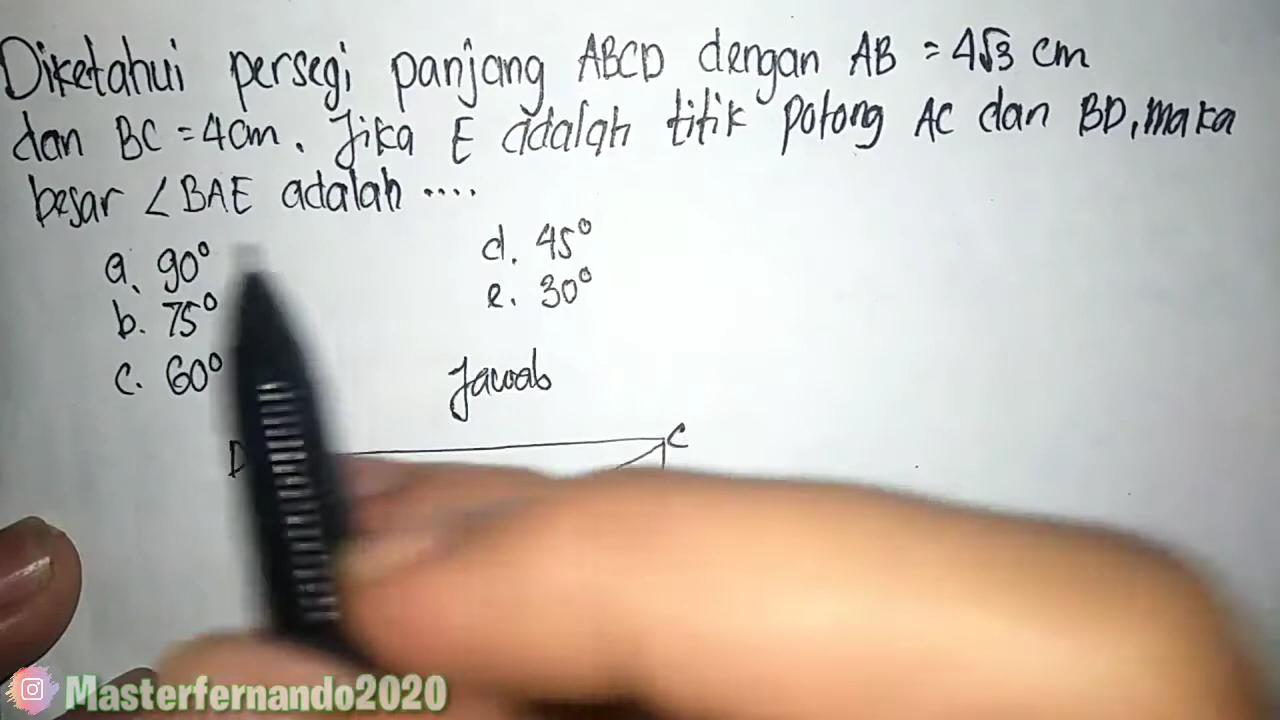 Diketahui persegi panjang ABCD dengan AB = 4√3 cm
dan BC = 4cm. Jika E adalah titik potong AC dan BD, maka
besar ∠BAE adalah ....
a. 90°
b. 75°
c. 60°
d. 45°
e. 30°
Jawab
D
C
Masterfernando2020